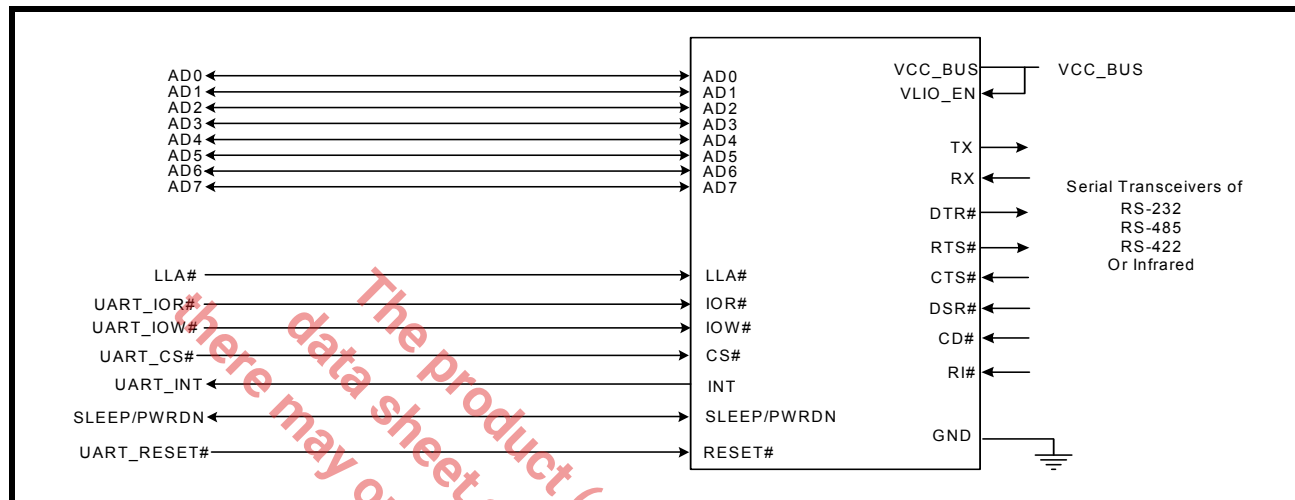 AD0
AD1
AD2
AD3
AD4
AD5
AD6
AD7
LLA#
UART_IOR#
UART_IOW#
UART_CS#
UART_INT
SLEEP/PWRDN
UART_RESET#
AD0
AD1
AD2
AD3
AD4
AD5
AD6
AD7
LLA#
IOR#
IOW#
CS#
INT
SLEEP/PWRDN
RESET#
VCC_BUS
VLIO_EN
TX
RX
DTR#
RTS#
CTS#
DSR#
CD#
RI#
GND
VCC_BUS
Serial Transceivers of
RS-232
RS-485
RS-422
Or Infrared
The product (
data sheet
there may